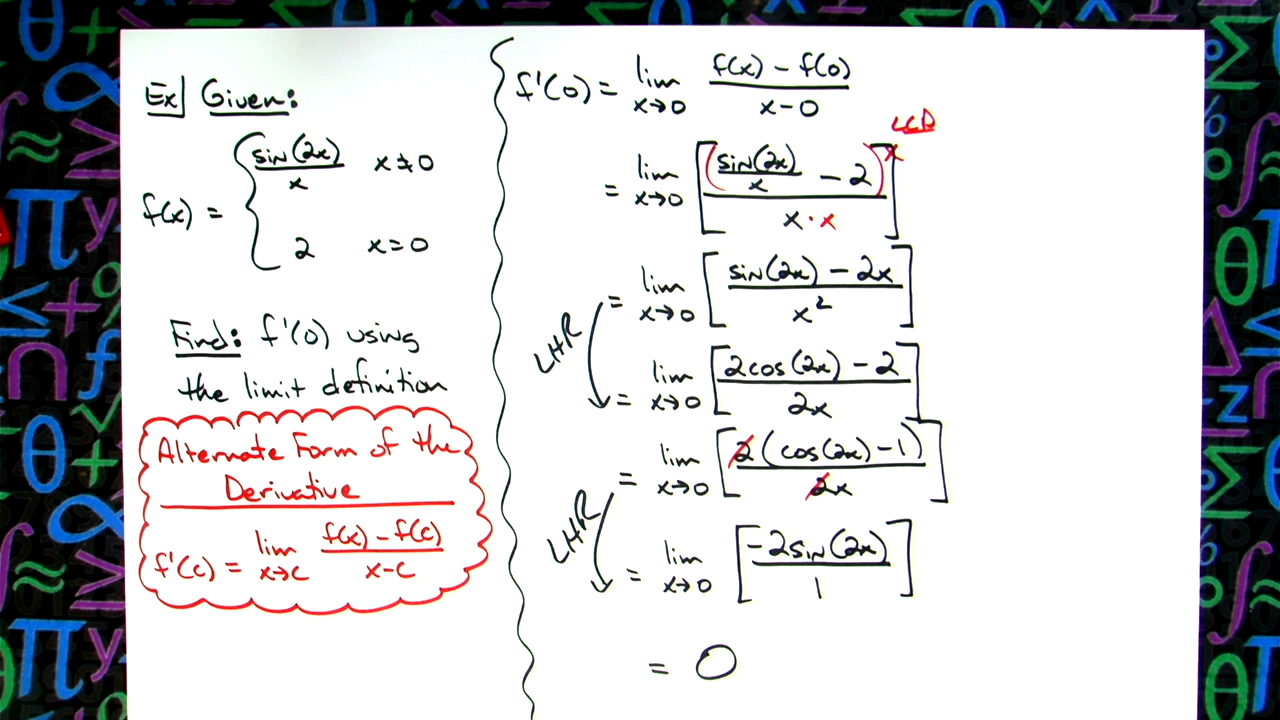 Ex] Given:
f(x) = { sin(2x)/x x≠0
2 x=0
Find: f'(0) using
the limit definition
Alternate Form of the
Derivative
f'(c) = lim x→c (f(x) - f(c))/(x-c)
f'(0) = lim x→0 (f(x) - f(0))/(x-0)
LCD
= lim x→0 [(sin(2x)/x - 2)x/(x·x)]
= lim x→0 [(sin(2x) - 2x)/x²]
LHR
= lim x→0 [(2cos(2x) - 2)/2x]
= lim x→0 [2(cos(2x) - 1)/2x]
LHR
= lim x→0 [-2sin(2x)/1]
= 0